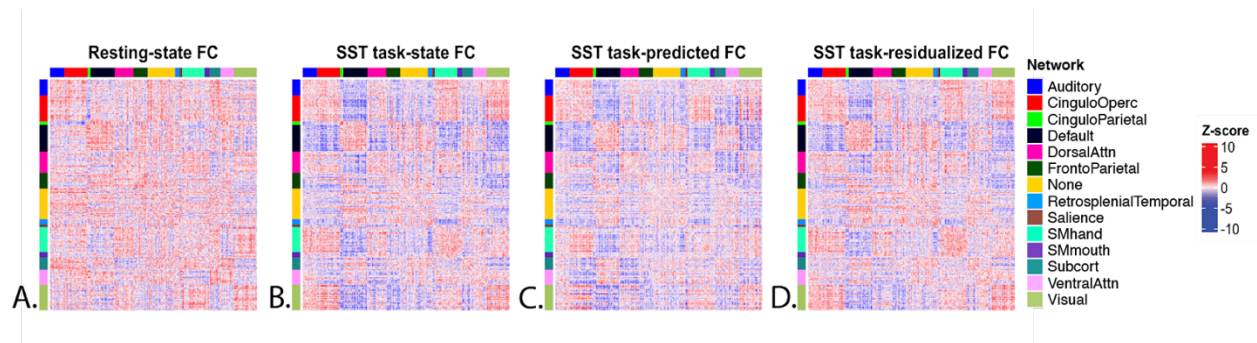 Resting-state FC
SST task-state FC
SST task-predicted FC
SST task-residualized FC
A.
B.
C.
D.
Network
Auditory
CinguloOperc
CinguloParietal
Default
DorsalAttn
FrontoParietal
None
RetrosplenialTemporal
Salience
SMhand
SMmouth
Subcort
VentralAttn
Visual
Z-score
10
5
0
-5
-10